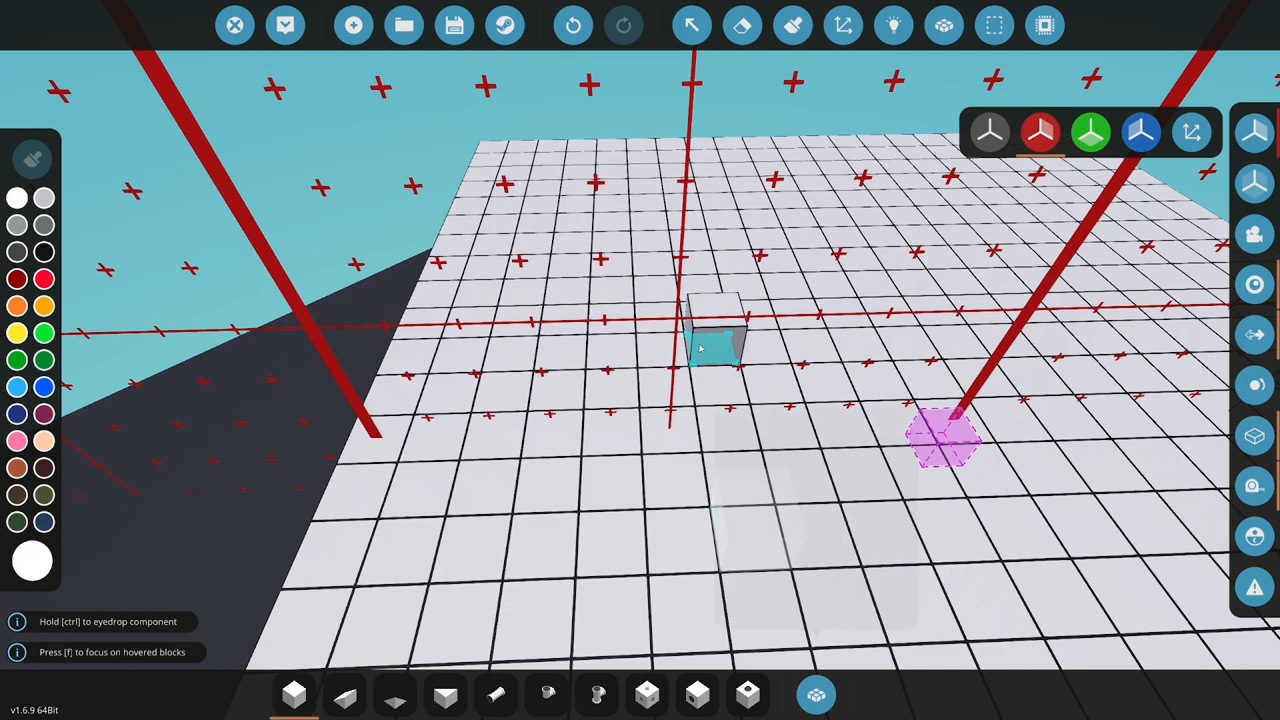 Hold [ctrl] to eyedrop component
Press [f] to focus on hovered blocks
v1.6.9 64Bit